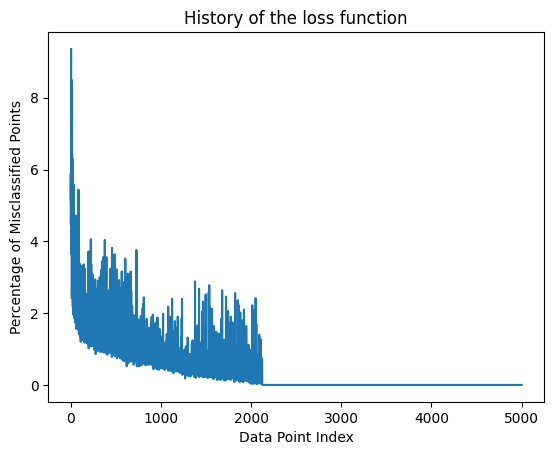 History of the loss function
Percentage of Misclassified Points
8
6
4
2
0
0 1000 2000 3000 4000 5000
Data Point Index